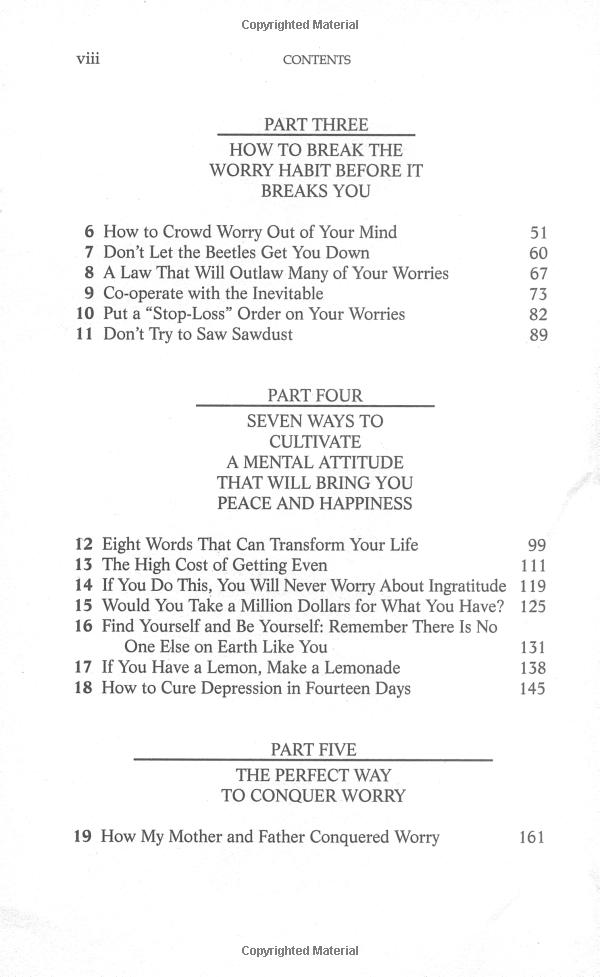 Copyrighted Material
viii CONTENTS
PART THREE
HOW TO BREAK THE
WORRY HABIT BEFORE IT
BREAKS YOU
6 How to Crowd Worry Out of Your Mind 51
7 Don't Let the Beetles Get You Down 60
8 A Law That Will Outlaw Many of Your Worries 67
9 Co-operate with the Inevitable 73
10 Put a “Stop-Loss” Order on Your Worries 82
11 Don't Try to Saw Sawdust 89
PART FOUR
SEVEN WAYS TO
CULTIVATE
A MENTAL ATTITUDE
THAT WILL BRING YOU
PEACE AND HAPPINESS
12 Eight Words That Can Transform Your Life 99
13 The High Cost of Getting Even 111
14 If You Do This, You Will Never Worry About Ingratitude 119
15 Would You Take a Million Dollars for What You Have? 125
16 Find Yourself and Be Yourself: Remember There Is No
One Else on Earth Like You 131
17 If You Have a Lemon, Make a Lemonade 138
18 How to Cure Depression in Fourteen Days 145
PART FIVE
THE PERFECT WAY
TO CONQUER WORRY
19 How My Mother and Father Conquered Worry 161
Copyrighted Material